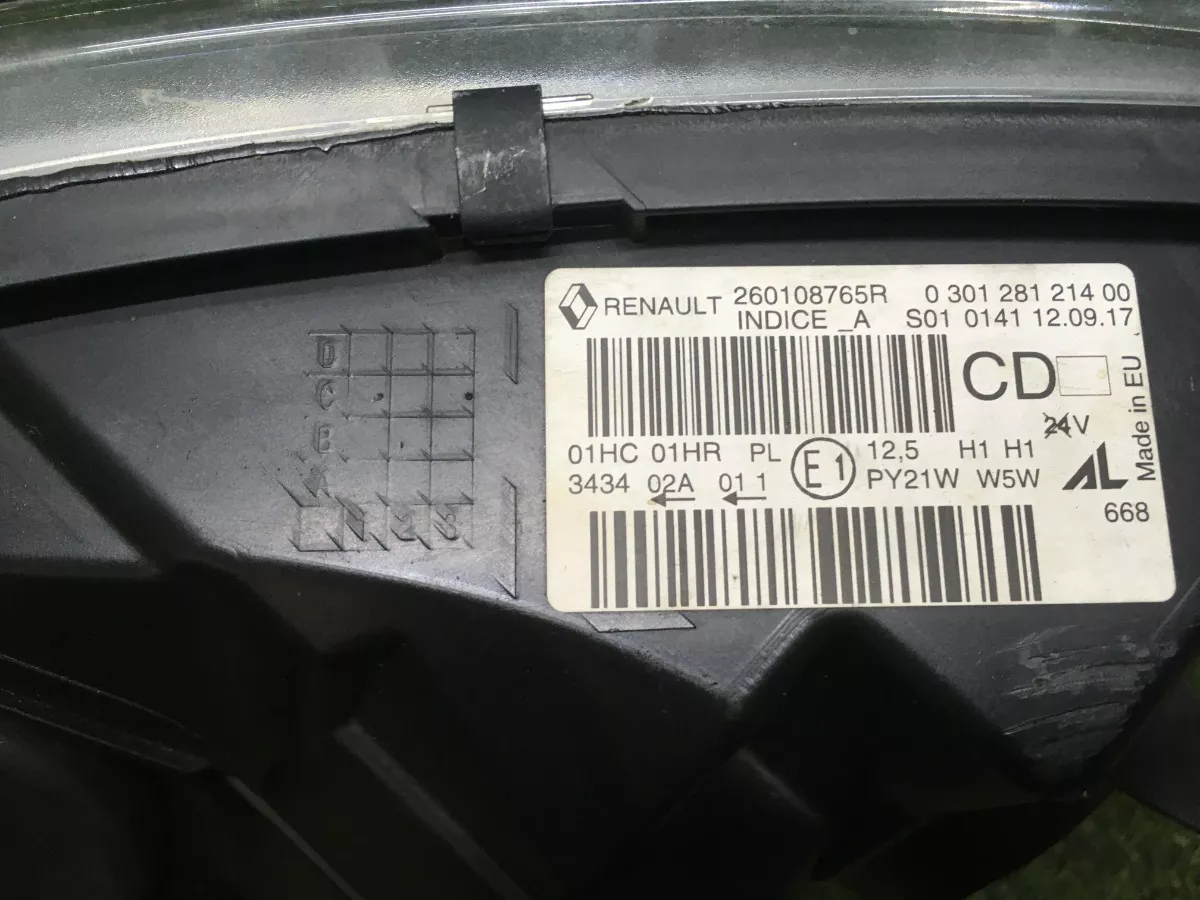 RENAULT 260108765R 0 301 281 214 00
INDICE _A S01 0141 12.09.17
CD
Made in EU
24V
01HC 01HR PL E1 12,5 H1 H1
3434 02A 01 1 PY21W W5W AL
668
D
C
B
A
1 2 3